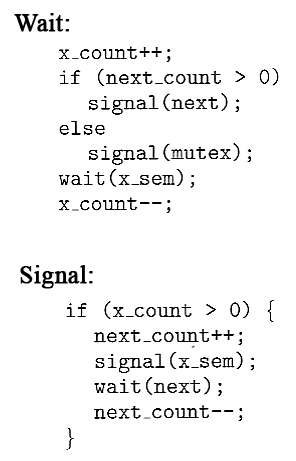 Wait:
x_count++;
if (next_count > 0)
signal(next);
else
signal(mutex);
wait(x_sem);
x_count--;
Signal:
if (x_count > 0) {
next_count++;
signal(x_sem);
wait(next);
next_count--;
}